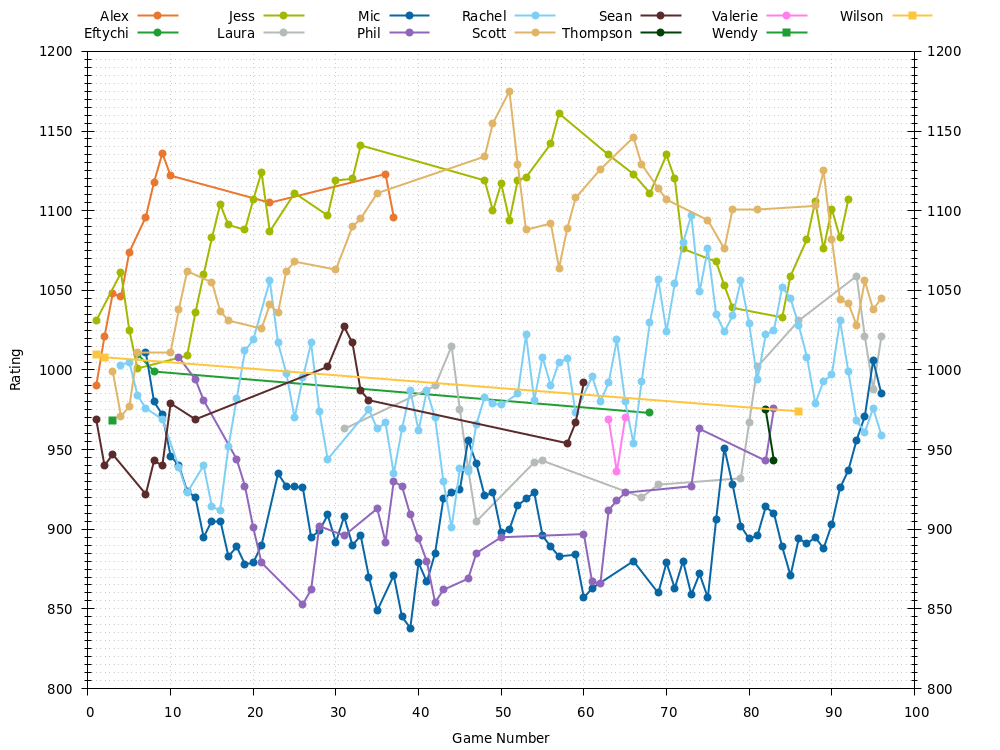 Alex Jess Mic Rachel Sean Valerie Wilson
Eftychi Laura Phil Scott Thompson Wendy
1200 1200
1150 1150
1100 1100
1050 1050
1000 1000
950 950
900 900
850 850
800 800
Rating
0 10 20 30 40 50 60 70 80 90 100
Game Number